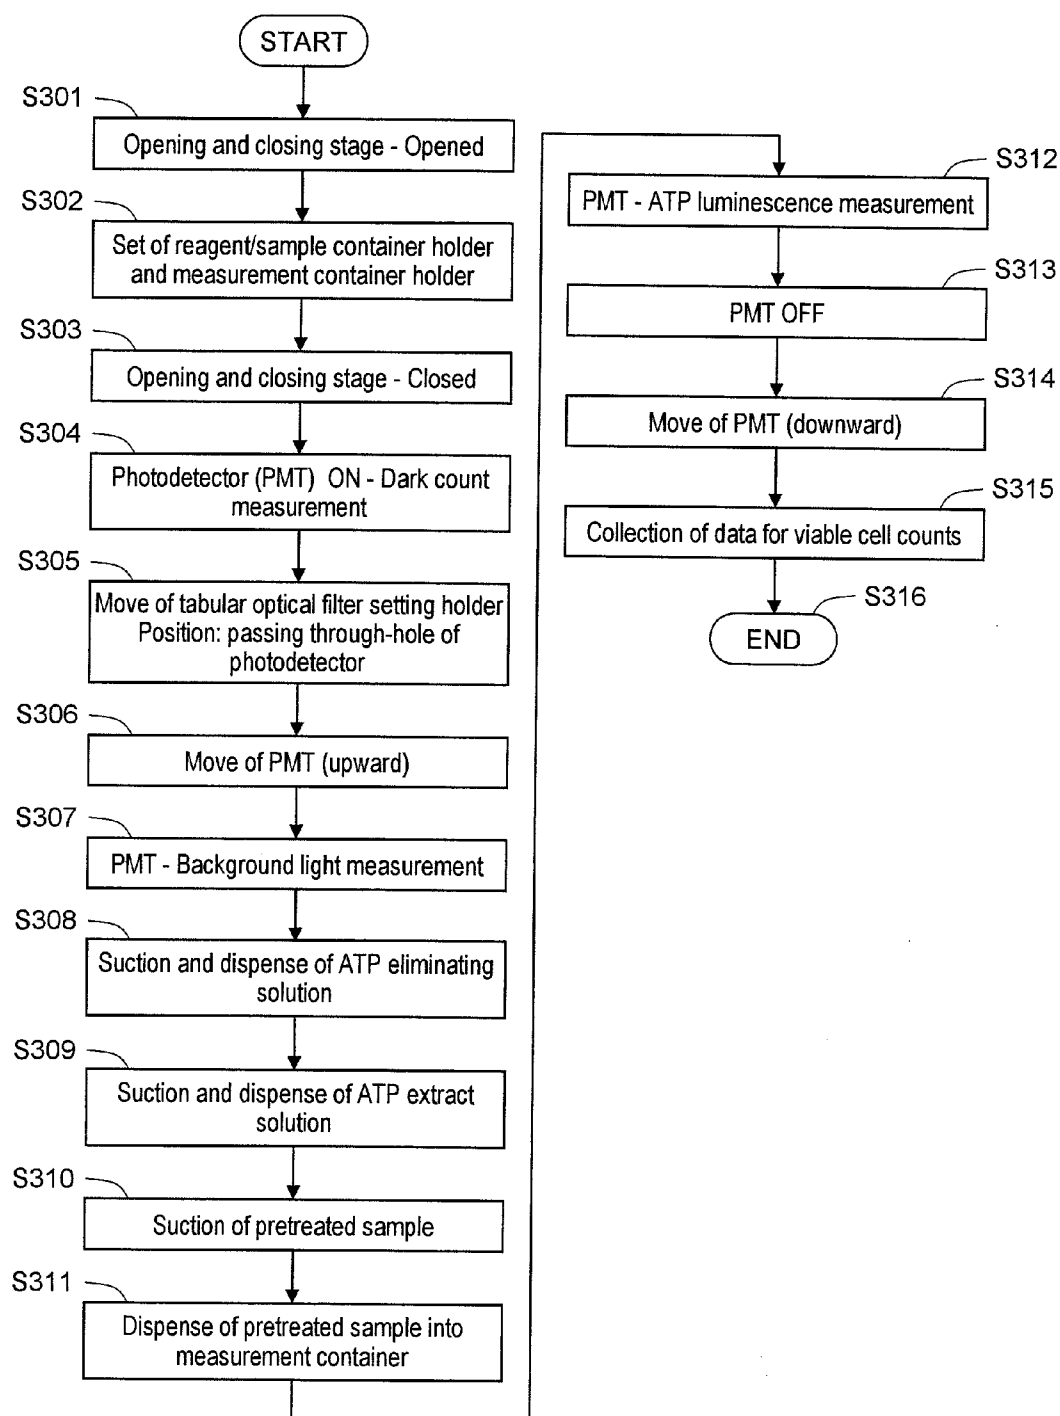 START
S301
Opening and closing stage - Opened
S302
Set of reagent/sample container holder
and measurement container holder
S303
Opening and closing stage - Closed
S304
Photodetector (PMT) ON - Dark count
measurement
S305
Move of tabular optical filter setting holder
Position: passing through-hole of
photodetector
S306
Move of PMT (upward)
S307
PMT - Background light measurement
S308
Suction and dispense of ATP eliminating
solution
S309
Suction and dispense of ATP extract
solution
S310
Suction of pretreated sample
S311
Dispense of pretreated sample into
measurement container
S312
PMT - ATP luminescence measurement
S313
PMT OFF
S314
Move of PMT (downward)
S315
Collection of data for viable cell counts
S316
END